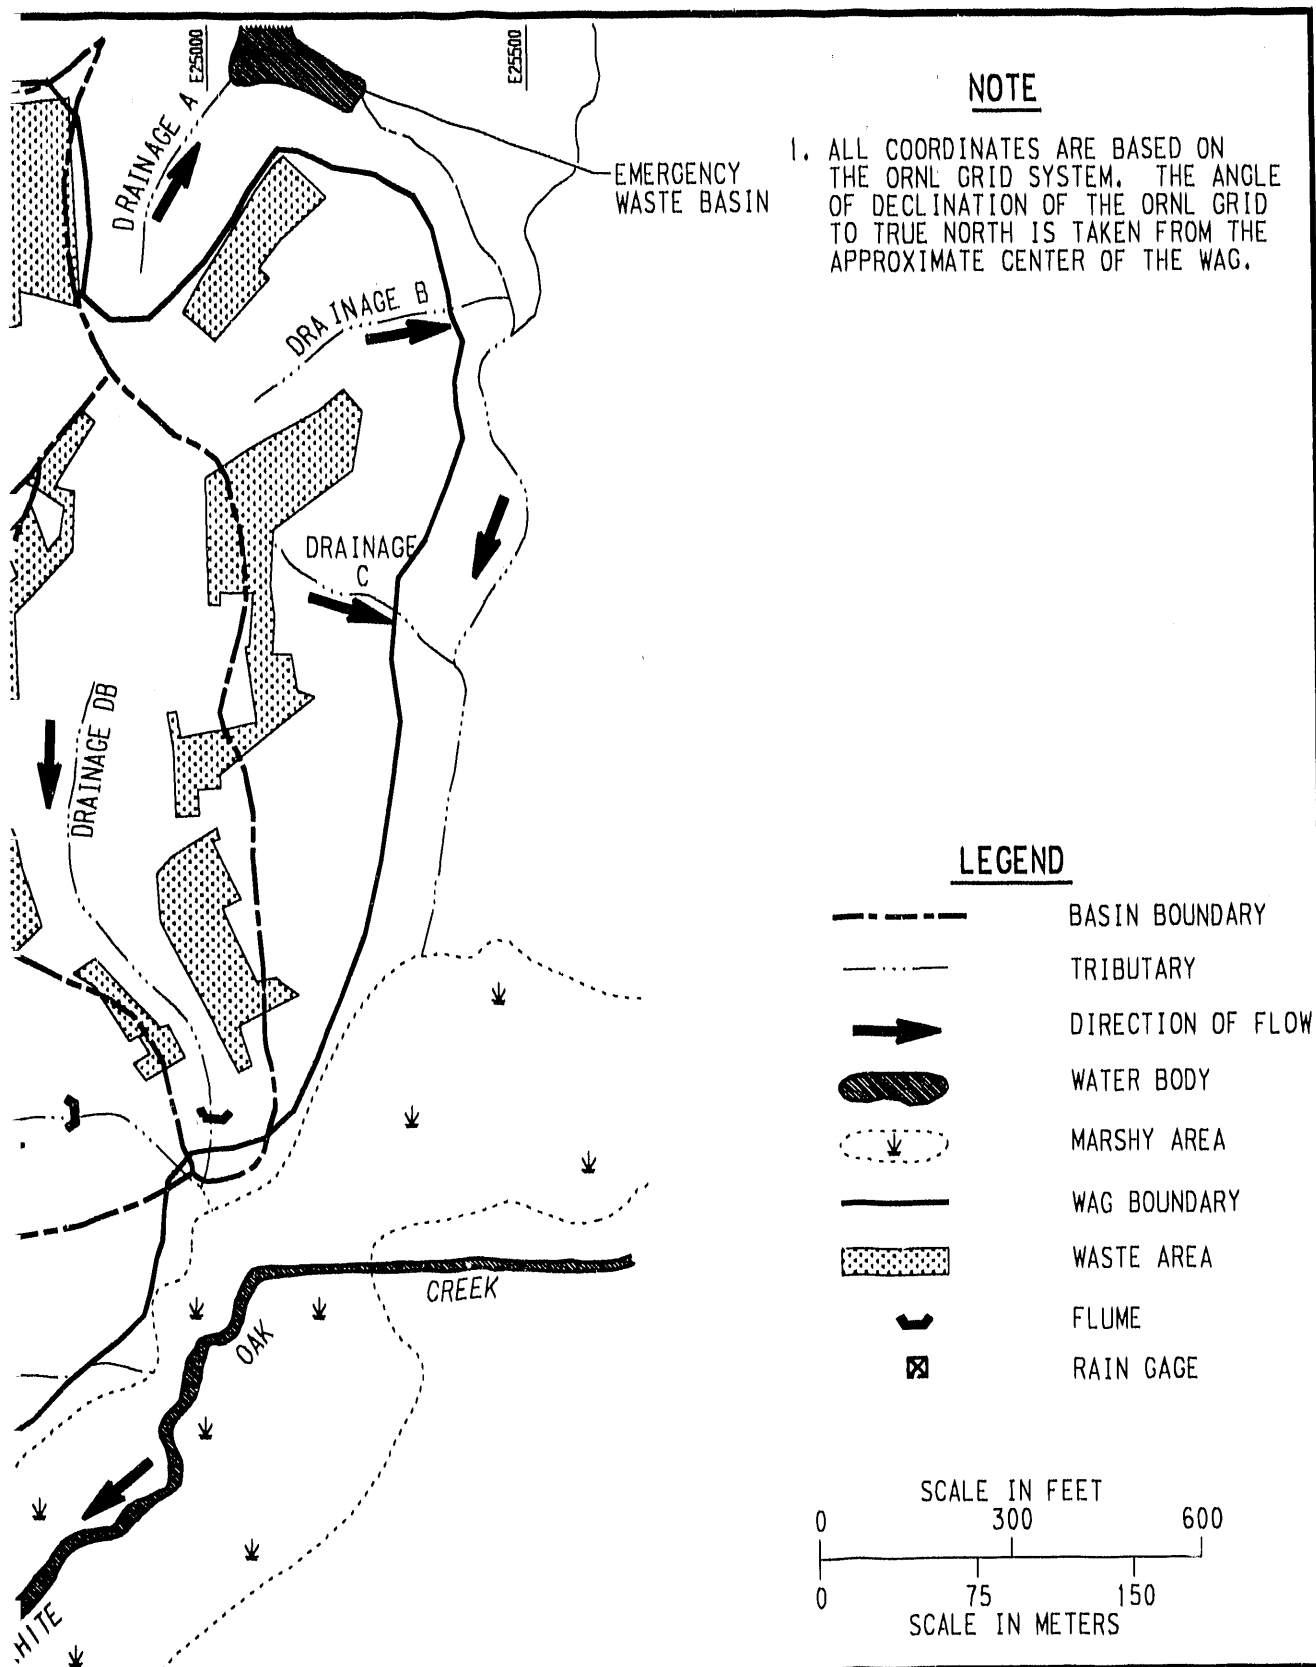 E25000
E25500
NOTE
1. ALL COORDINATES ARE BASED ON
THE ORNL GRID SYSTEM. THE ANGLE
OF DECLINATION OF THE ORNL GRID
TO TRUE NORTH IS TAKEN FROM THE
APPROXIMATE CENTER OF THE WAG.
DRAINAGE A
EMERGENCY
WASTE BASIN
DRAINAGE B
DRAINAGE
C
DRAINAGE DB
LEGEND
BASIN BOUNDARY
TRIBUTARY
DIRECTION OF FLOW
WATER BODY
MARSHY AREA
WAG BOUNDARY
WASTE AREA
FLUME
RAIN GAGE
CREEK
OAK
HITE
SCALE IN FEET
0 300 600
0 75 150
SCALE IN METERS